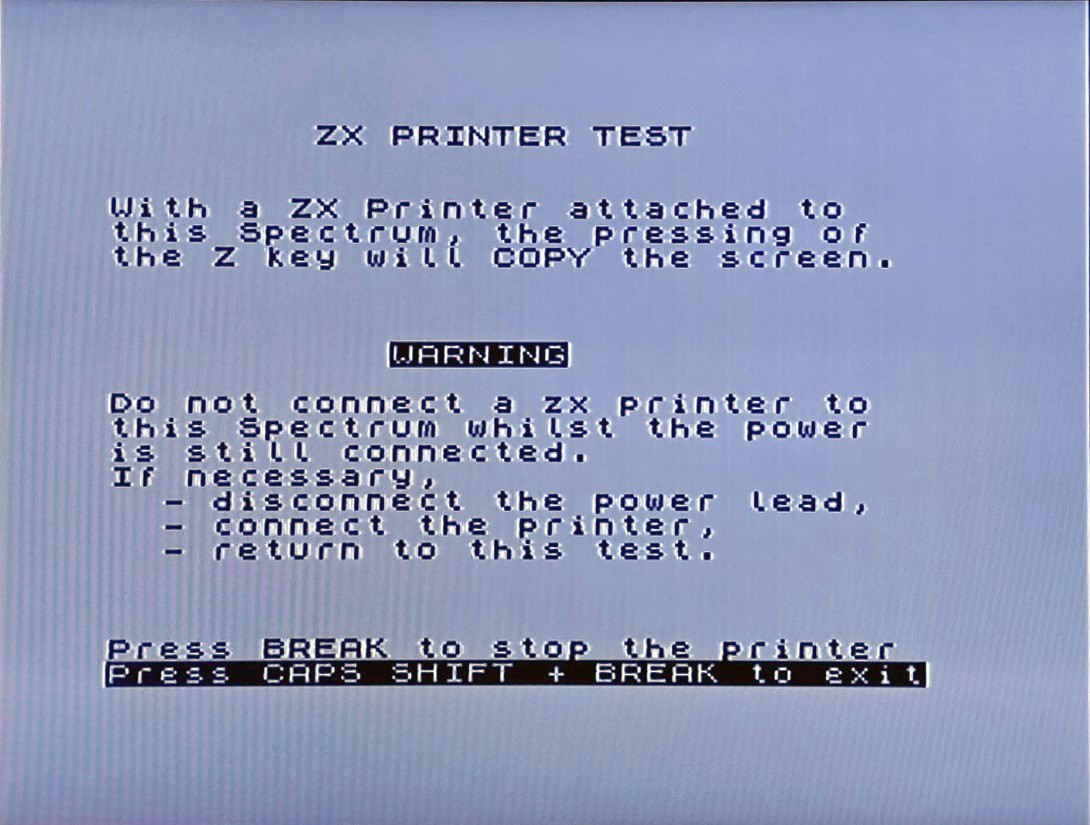 ZX PRINTER TEST
With a ZX Printer attached to
this Spectrum, the pressing of
the Z key will COPY the screen.
WARNING
Do not connect a zx printer to
this Spectrum whilst the power
is still connected.
If necessary,
- disconnect the power lead,
- connect the printer,
- return to this test.
Press BREAK to stop the printer
Press CAPS SHIFT + BREAK to exit